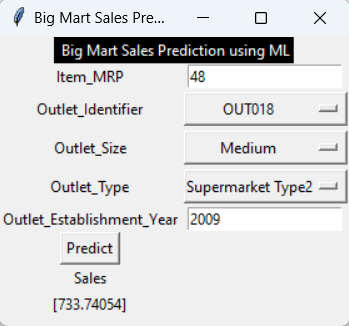 Big Mart Sales Pre...
Big Mart Sales Prediction using ML
Item_MRP 48
Outlet_Identifier OUT018
Outlet_Size Medium
Outlet_Type Supermarket Type2
Outlet_Establishment_Year 2009
Predict
Sales
[733.74054]